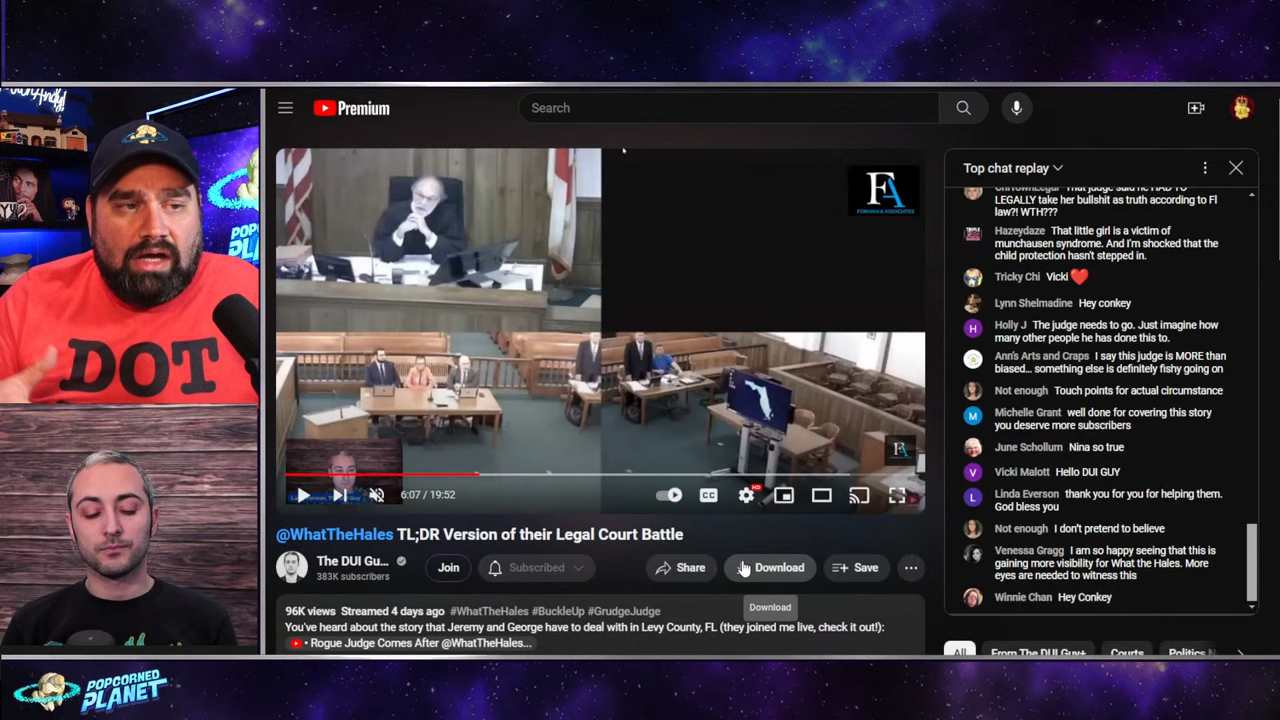 Premium
Search
FA
FORMAN & ASSOCIATES
DOT
6:07 / 19:52
CC
HD
@WhatTheHales TL;DR Version of their Legal Court Battle
The DUI Gu...
383K subscribers
Join
Subscribed
Share
Download
Save
Download
96K views Streamed 4 days ago #WhatTheHales #BuckleUp #GrudgeJudge
You've heard about the story that Jeremy and George have to deal with in Levy County, FL (they joined me live, check it out!):
• Rogue Judge Comes After @WhatTheHales...
Top chat replay
That judge said he HAD TO
LEGALLY take her bullshit as truth according to Fl
law?! WTH???
Hazeydaze That little girl is a victim of
munchausen syndrome. And I'm shocked that the
child protection hasn't stepped in.
Tricky Chi Vicki
Lynn Shelmadine Hey conkey
Holly J The judge needs to go. Just imagine how
many other people he has done this to.
Ann's Arts and Craps I say this judge is MORE than
biased... something else is definitely fishy going on
Not enough Touch points for actual circumstance
Michelle Grant well done for covering this story
you deserve more subscribers
June Schollum Nina so true
Vicki Malott Hello DUI GUY
Linda Everson thank you for you for helping them.
God bless you
Not enough I don't pretend to believe
Venessa Gragg I am so happy seeing that this is
gaining more visibility for What the Hales. More
eyes are needed to witness this
Winnie Chan Hey Conkey
All
From The DUI Guy+
Courts
POPCORNED
PLANET